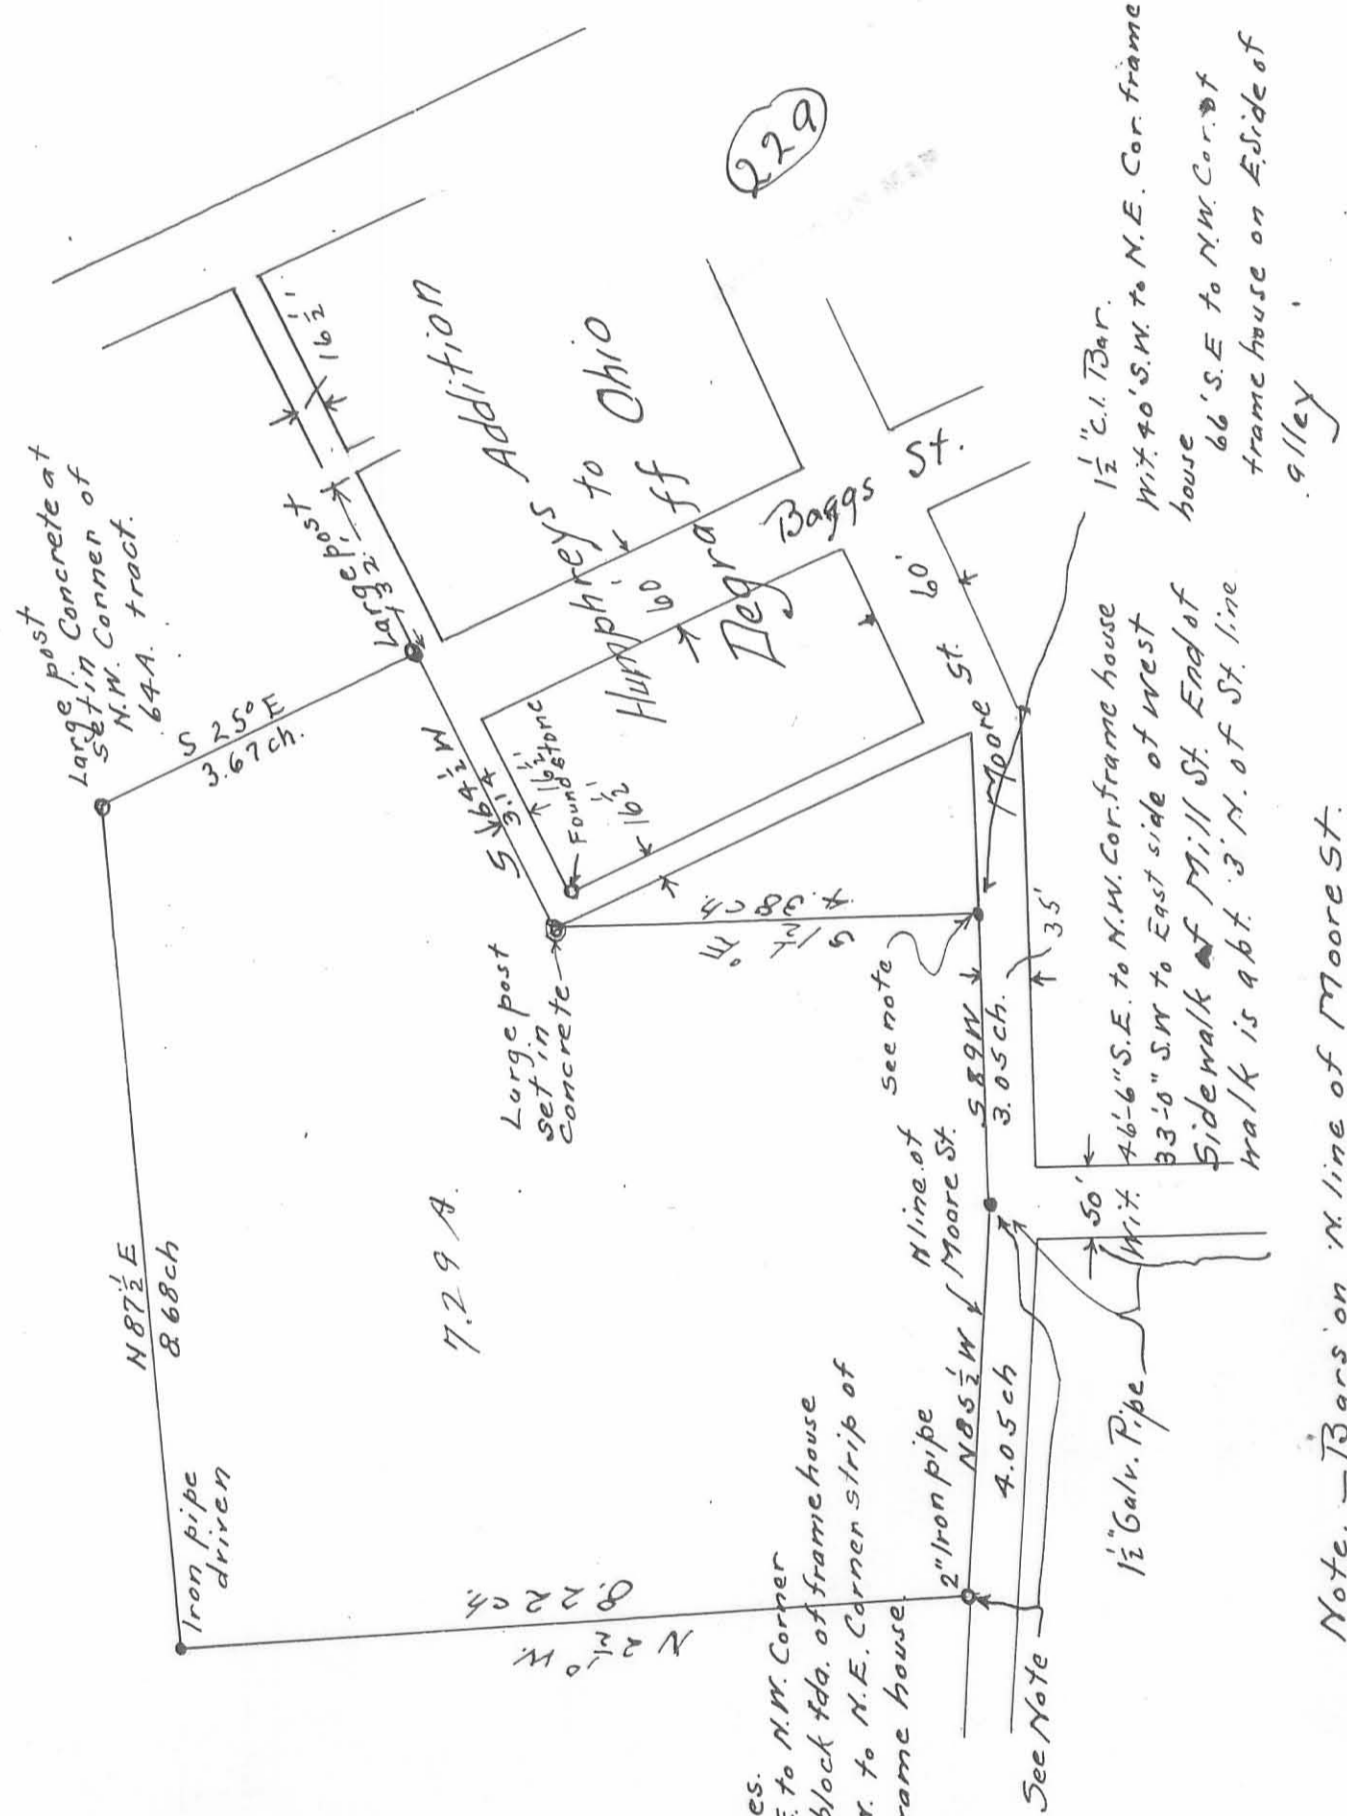 Large post
set in Concrete at
N.W. Conner of
64 A. tract.
S 25° E
3.67 ch.
N 87½ E
8.68 ch
Iron pipe
driven
7.29 A.
Large post
1.32
16½'
Humphreys Addition
to
Degraff Ohio
229
S 64½ W
3.14
16½'
Found stone
16½'
60'
Baggs St.
60'
Moore St.
Large post
set in
Concrete
S ½° W
4.38 ch.
See note
S 89 W
3.05 ch.
35'
N line of
Moore St.
N 85½ W
4.05 ch
2" Iron pipe
N 2½° W.
8.22 ch.
See Note
50'
1½" Galv. Pipe
Wit. 46'-6" S.E. to N.W. Cor. frame house
33'-0" S.W to East side of West
Sidewalk of Mill St. End of
walk is abt. 3' N. of St. line
1½" C.I. Bar.
Wit. 40' S.W. to N.E. Cor. frame
house
66' S.E to N.W. Cor. of
frame house on E. Side of
alley
es.
to N.W. Corner
block fda. of frame house
to N.E. Corner strip of
rame house.
Note. — Bars on N. line of Moore St.